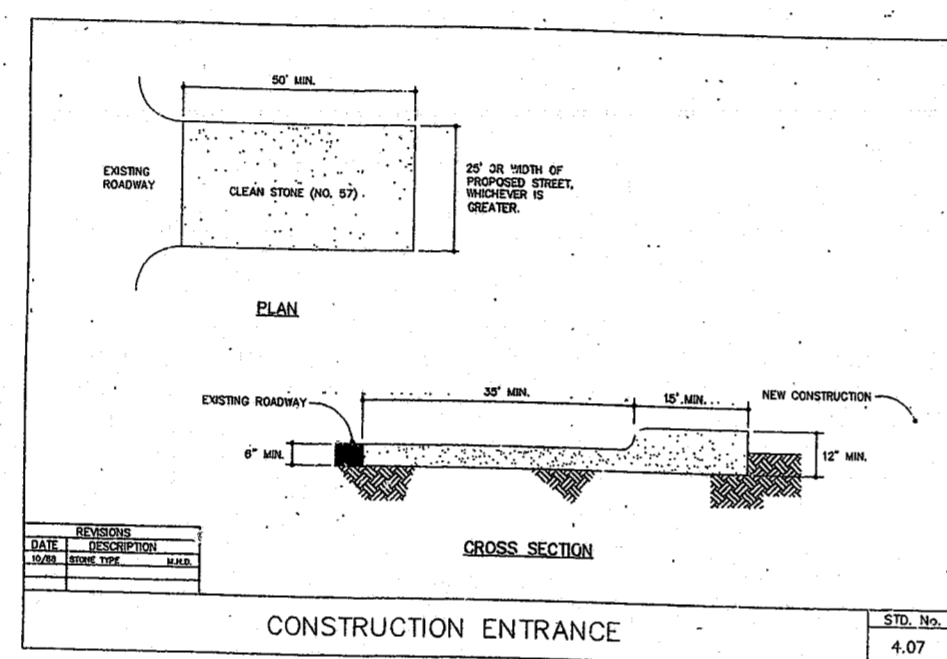 50' MIN.
EXISTING
ROADWAY
CLEAN STONE (NO. 57)
25' OR WIDTH OF
PROPOSED STREET,
WHICHEVER IS
GREATER.
PLAN
EXISTING ROADWAY
35' MIN.
15' MIN.
NEW CONSTRUCTION
6" MIN.
12" MIN.
CROSS SECTION
REVISIONS
DATE DESCRIPTION
10/88 STONE TYPE M.H.D.
CONSTRUCTION ENTRANCE
STD. No.
4.07